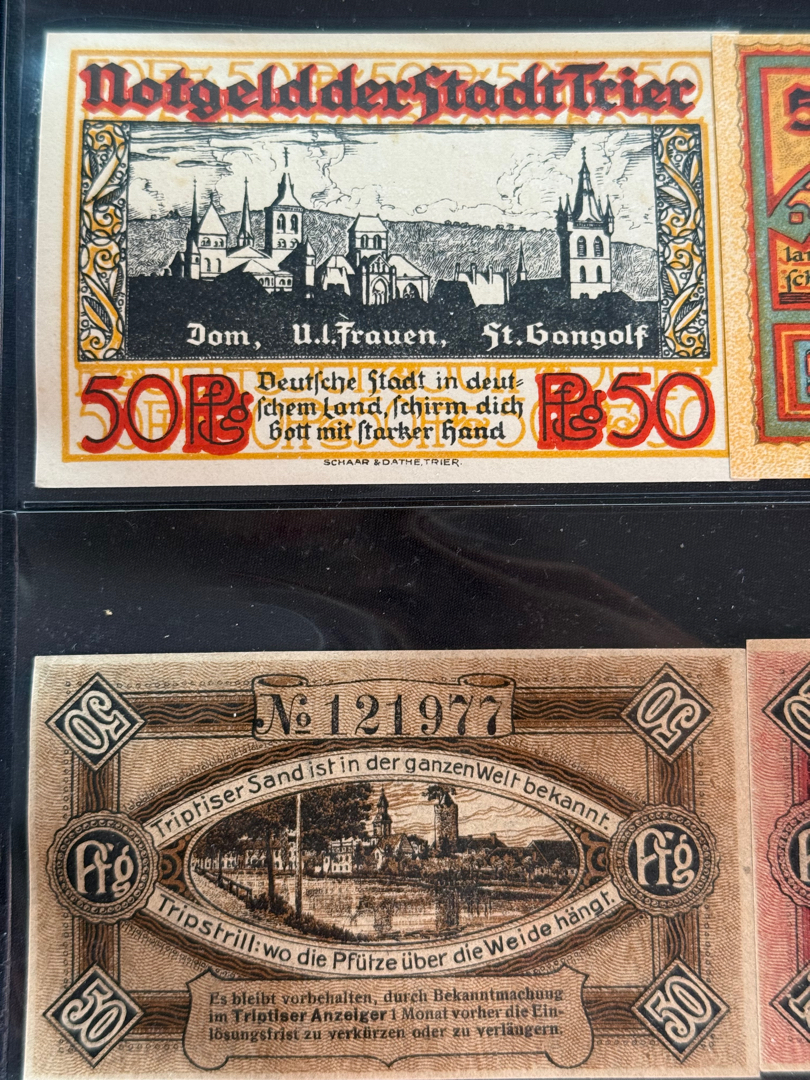 Notgeld der Stadt Trier
Dom, U.l.Frauen, St.Gangolf
50 Pfg
Deutsche Stadt in deut=
schem Land, schirm dich
Gott mit starker Hand
Pfg 50
SCHAAR & DATHE, TRIER.
50
№ 121977
50
Triptiser Sand ist in der ganzen Welt bekannt.
Pfg
Pfg
Tripstrill: wo die Pfütze über die Weide hängt.
50
Es bleibt vorbehalten, durch Bekanntmachung
im Triptiser Anzeiger 1 Monat vorher die Ein-
lösungsfrist zu verkürzen oder zu verlängern.
50